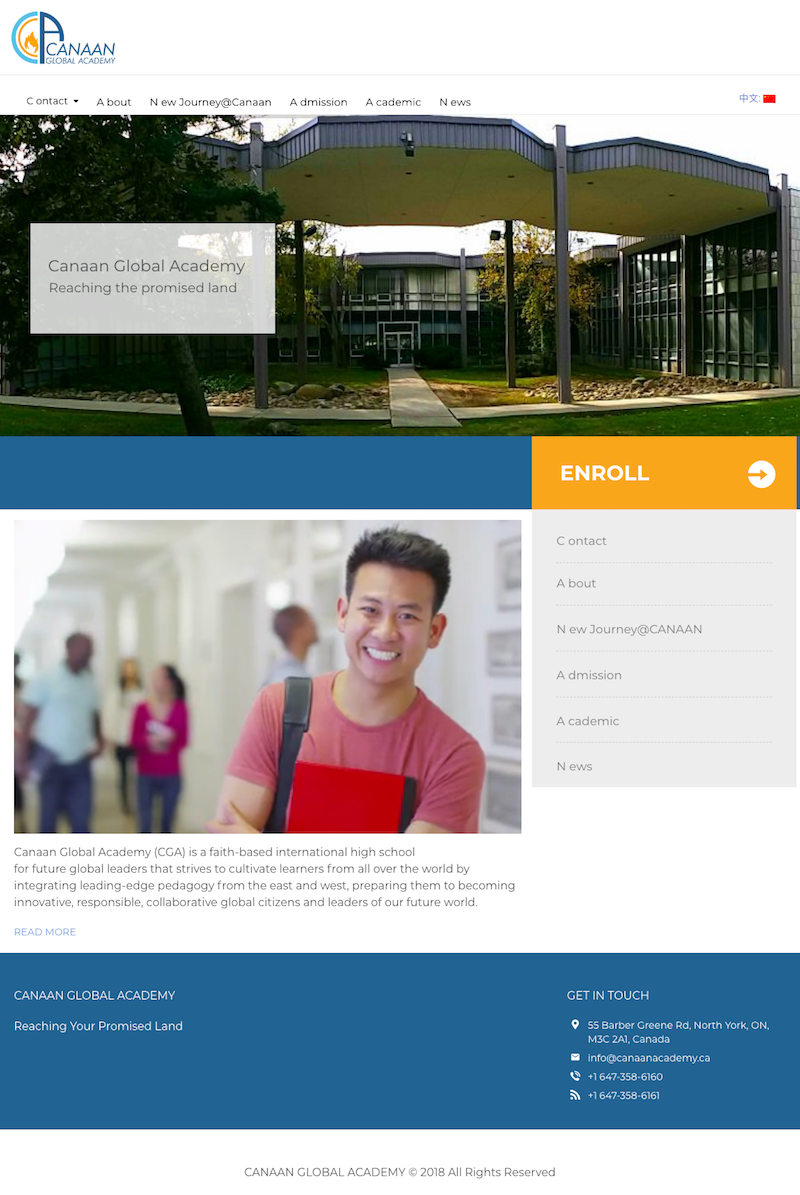 CANAAN
GLOBAL ACADEMY
C ontact
A bout
N ew Journey@Canaan
A dmission
A cademic
N ews
中文:
Canaan Global Academy
Reaching the promised land
ENROLL
C ontact
A bout
N ew Journey@CANAAN
A dmission
A cademic
N ews
Canaan Global Academy (CGA) is a faith-based international high school
for future global leaders that strives to cultivate learners from all over the world by
integrating leading-edge pedagogy from the east and west, preparing them to becoming
innovative, responsible, collaborative global citizens and leaders of our future world.
READ MORE
CANAAN GLOBAL ACADEMY
Reaching Your Promised Land
GET IN TOUCH
55 Barber Greene Rd, North York, ON,
M3C 2A1, Canada
info@canaanacademy.ca
+1 647-358-6160
+1 647-358-6161
CANAAN GLOBAL ACADEMY © 2018 All Rights Reserved